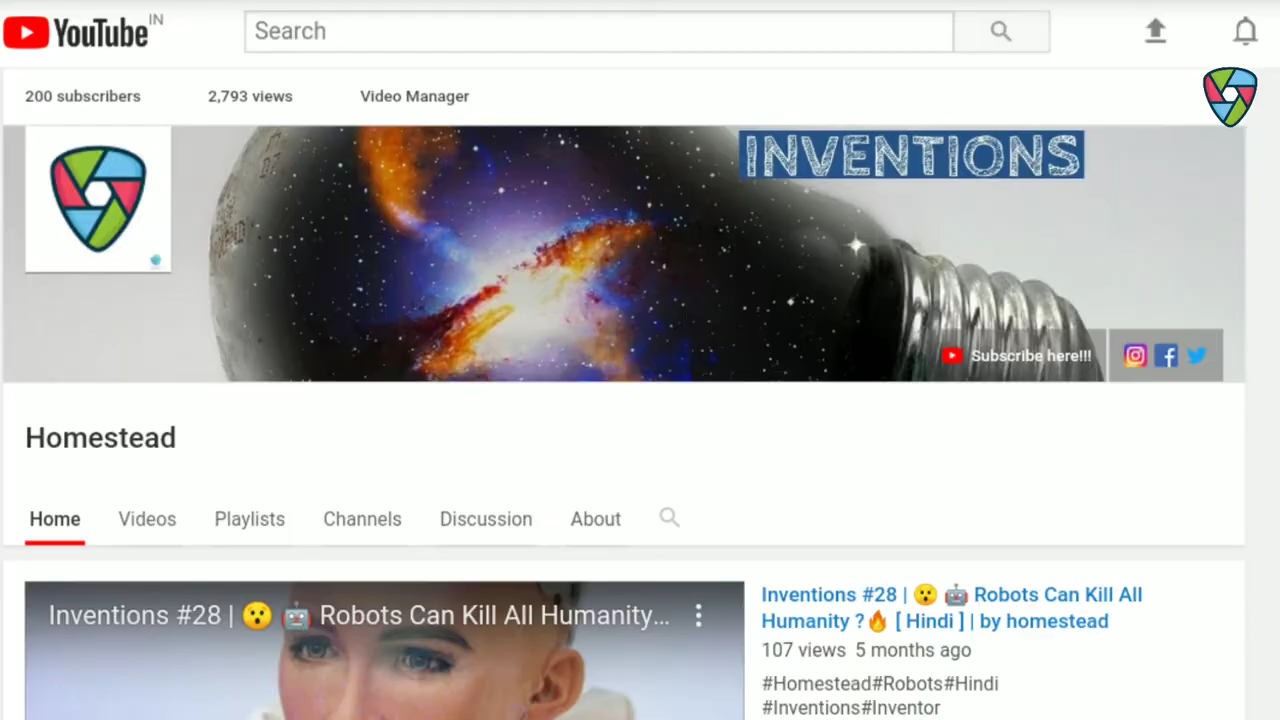 YouTube IN
Search
200 subscribers 2,793 views Video Manager
INVENTIONS
Subscribe here!!!
Homestead
Home Videos Playlists Channels Discussion About
Inventions #28 | 😮 🤖 Robots Can Kill All Humanity...
Inventions #28 | 😮 🤖 Robots Can Kill All
Humanity ?🔥 [ Hindi ] | by homestead
107 views 5 months ago
#Homestead#Robots#Hindi
#Inventions#Inventor